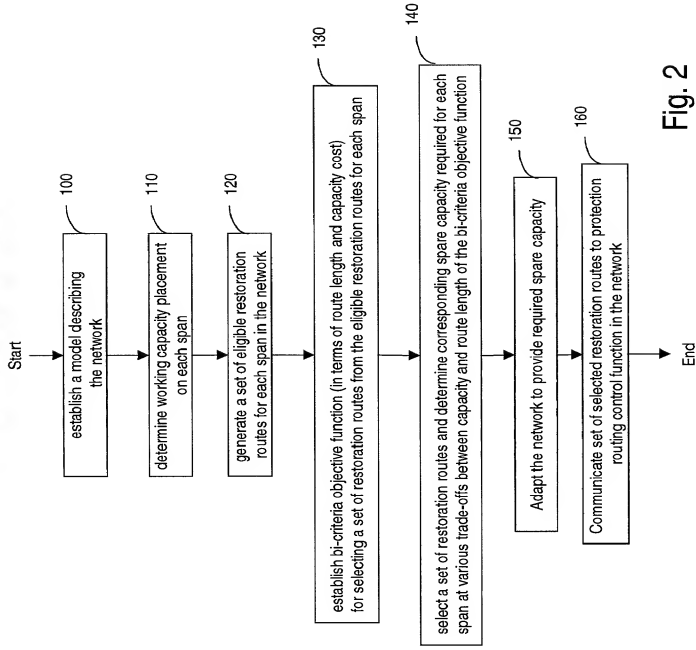 Start
100
establish a model describing
the network
110
determine working capacity placement
on each span
120
generate a set of eligible restoration
routes for each span in the network
130
establish bi-criteria objective function (in terms of route length and capacity cost)
for selecting a set of restoration routes from the eligible restoration routes for each span
140
select a set of restoration routes and determine corresponding spare capacity required for each
span at various trade-offs between capacity and route length of the bi-criteria objective function
150
Adapt the network to provide required spare capacity
160
Communicate set of selected restoration routes to protection
routing control function in the network
End
Fig. 2